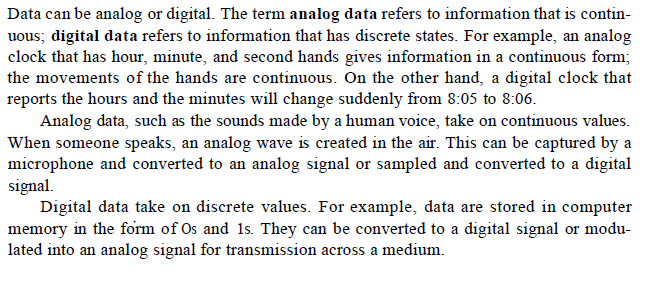 Data can be analog or digital. The term analog data refers to information that is contin-
uous; digital data refers to information that has discrete states. For example, an analog
clock that has hour, minute, and second hands gives information in a continuous form;
the movements of the hands are continuous. On the other hand, a digital clock that
reports the hours and the minutes will change suddenly from 8:05 to 8:06.
Analog data, such as the sounds made by a human voice, take on continuous values.
When someone speaks, an analog wave is created in the air. This can be captured by a
microphone and converted to an analog signal or sampled and converted to a digital
signal.
Digital data take on discrete values. For example, data are stored in computer
memory in the form of Os and 1s. They can be converted to a digital signal or modu-
lated into an analog signal for transmission across a medium.